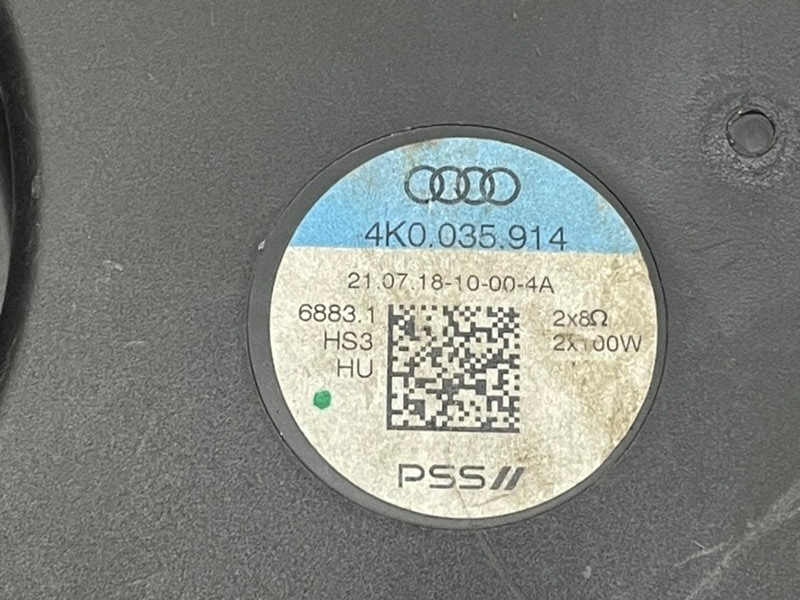 4K0.035.914
21.07.18-10-00-4A
6883.1
HS3
HU
2x8Ω
2x100W
PSS//